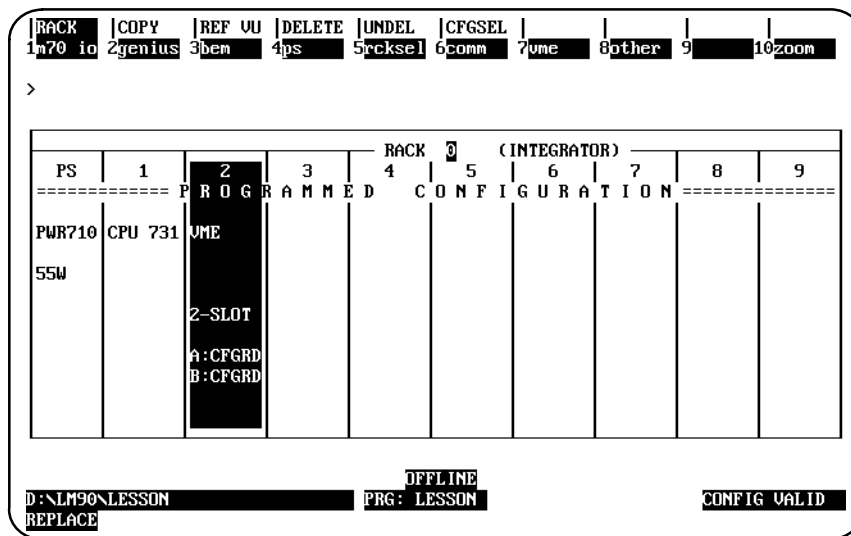 |RACK |COPY |REF VU |DELETE |UNDEL |CFGSEL | | | |
1m70 io 2genius 3bem 4ps 5rcksel 6comm 7vme 8other 9 10zoom
>
RACK 0 (INTEGRATOR)
PS 1 2 3 4 5 6 7 8 9
============= P R O G R A M M E D C O N F I G U R A T I O N ===============
PWR710 CPU 731 VME
55W
2-SLOT
A:CFGRD
B:CFGRD
OFFLINE
D:\LM90\LESSON PRG: LESSON CONFIG VALID
REPLACE